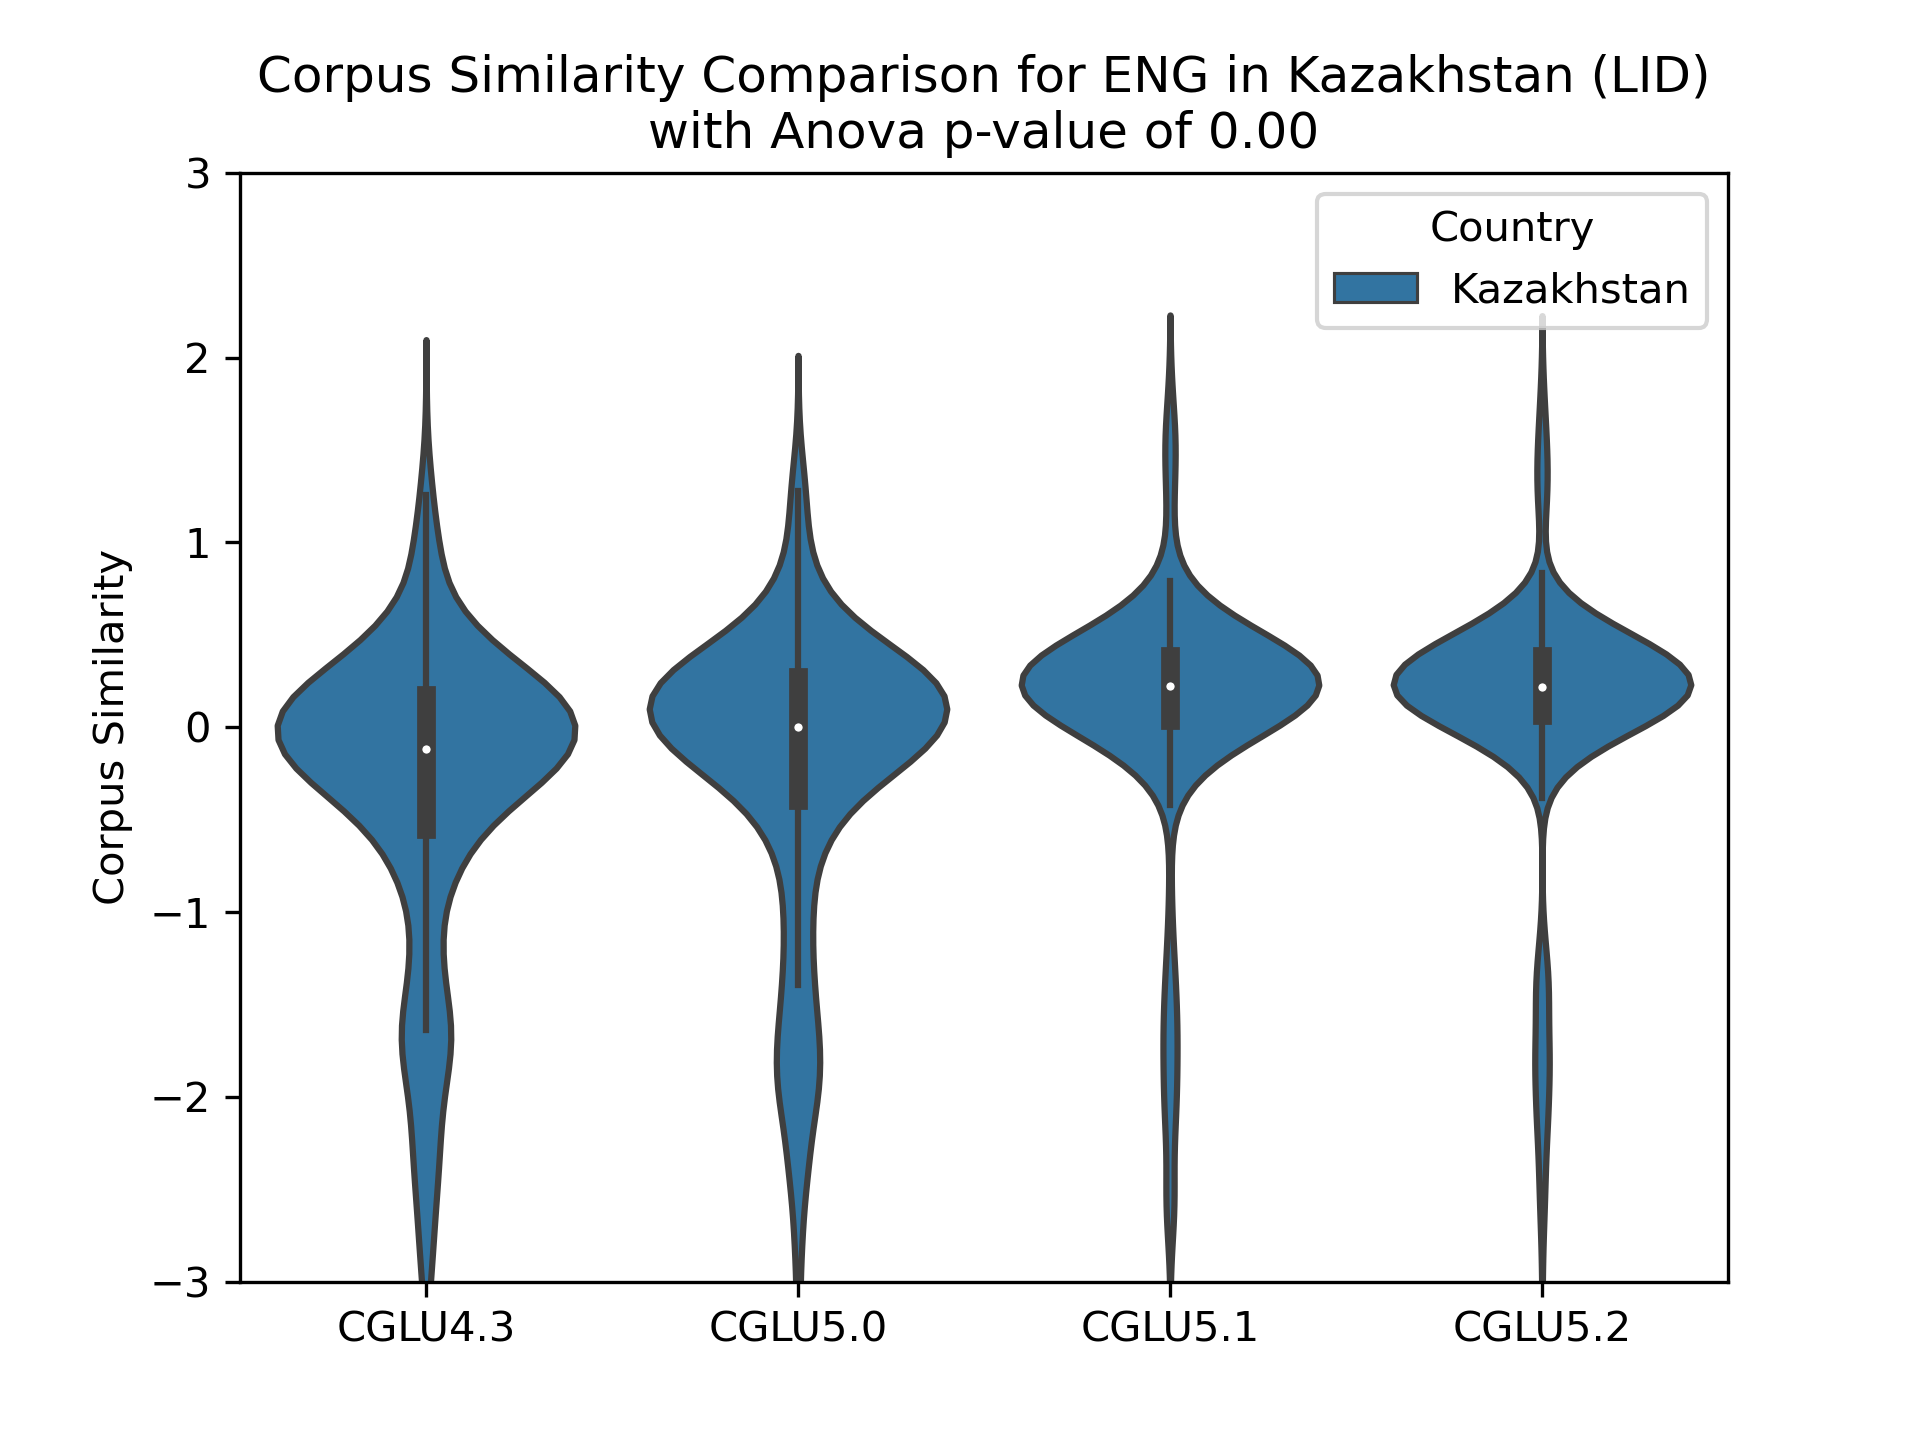 Corpus Similarity Comparison for ENG in Kazakhstan (LID)
with Anova p-value of 0.00
Country
Kazakhstan
Corpus Similarity
3
2
1
0
−1
−2
−3
CGLU4.3
CGLU5.0
CGLU5.1
CGLU5.2